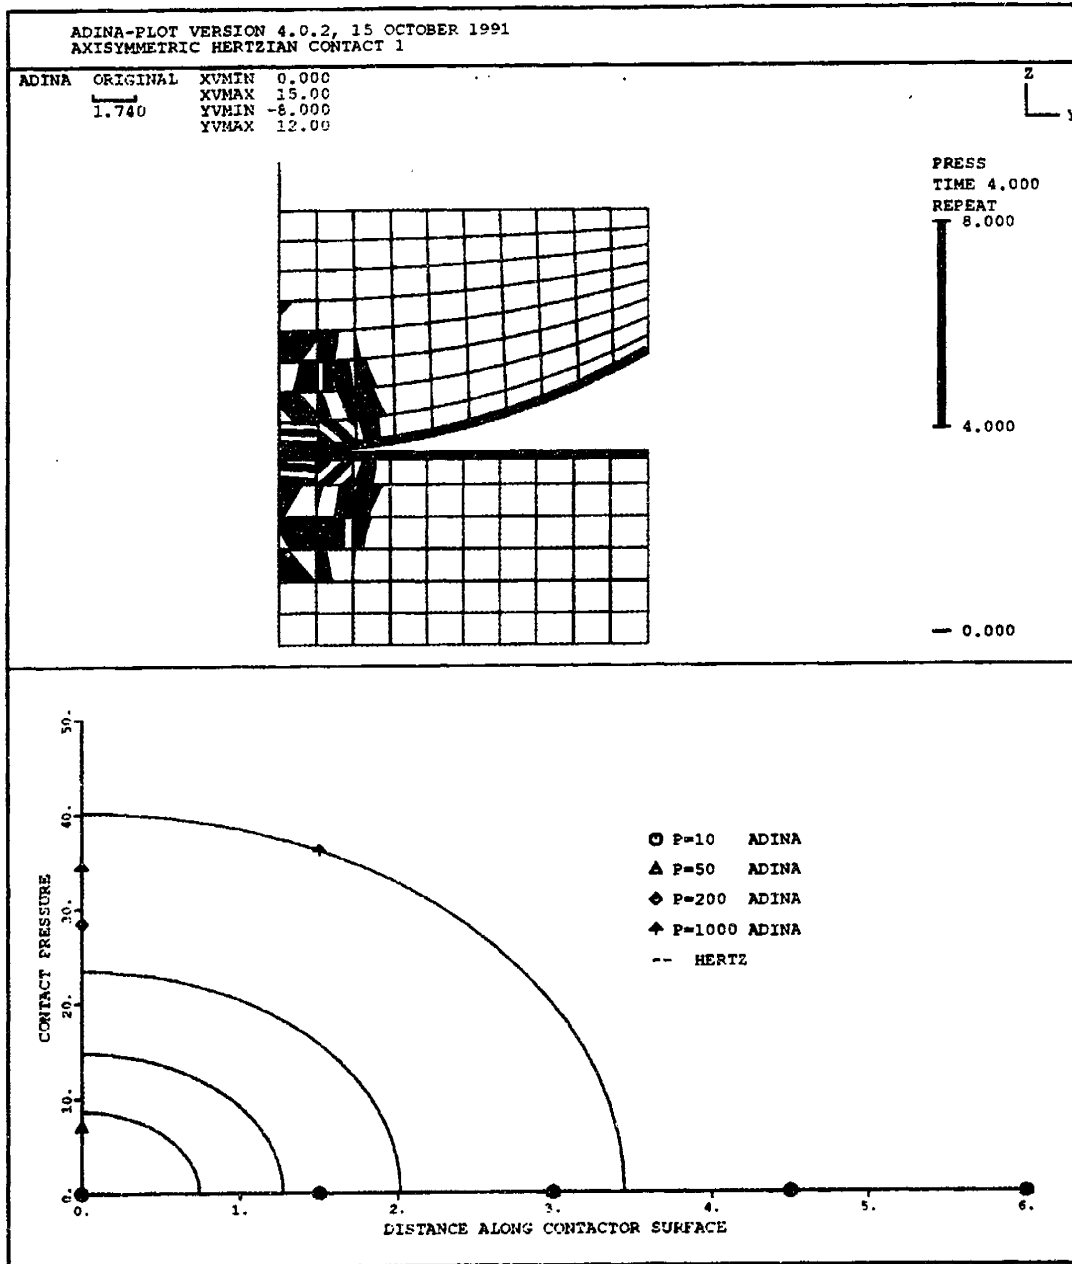 ADINA-PLOT VERSION 4.0.2, 15 OCTOBER 1991
AXISYMMETRIC HERTZIAN CONTACT 1
ADINA ORIGINAL XVMIN 0.000
XVMAX 15.00
1.740 YVMIN -8.000
YVMAX 12.00
Z
Y
PRESS
TIME 4.000
REPEAT
8.000
4.000
0.000
50.
40.
30.
20.
10.
0.
CONTACT PRESSURE
P=10 ADINA
P=50 ADINA
P=200 ADINA
P=1000 ADINA
-- HERTZ
0. 1. 2. 3. 4. 5. 6.
DISTANCE ALONG CONTACTOR SURFACE